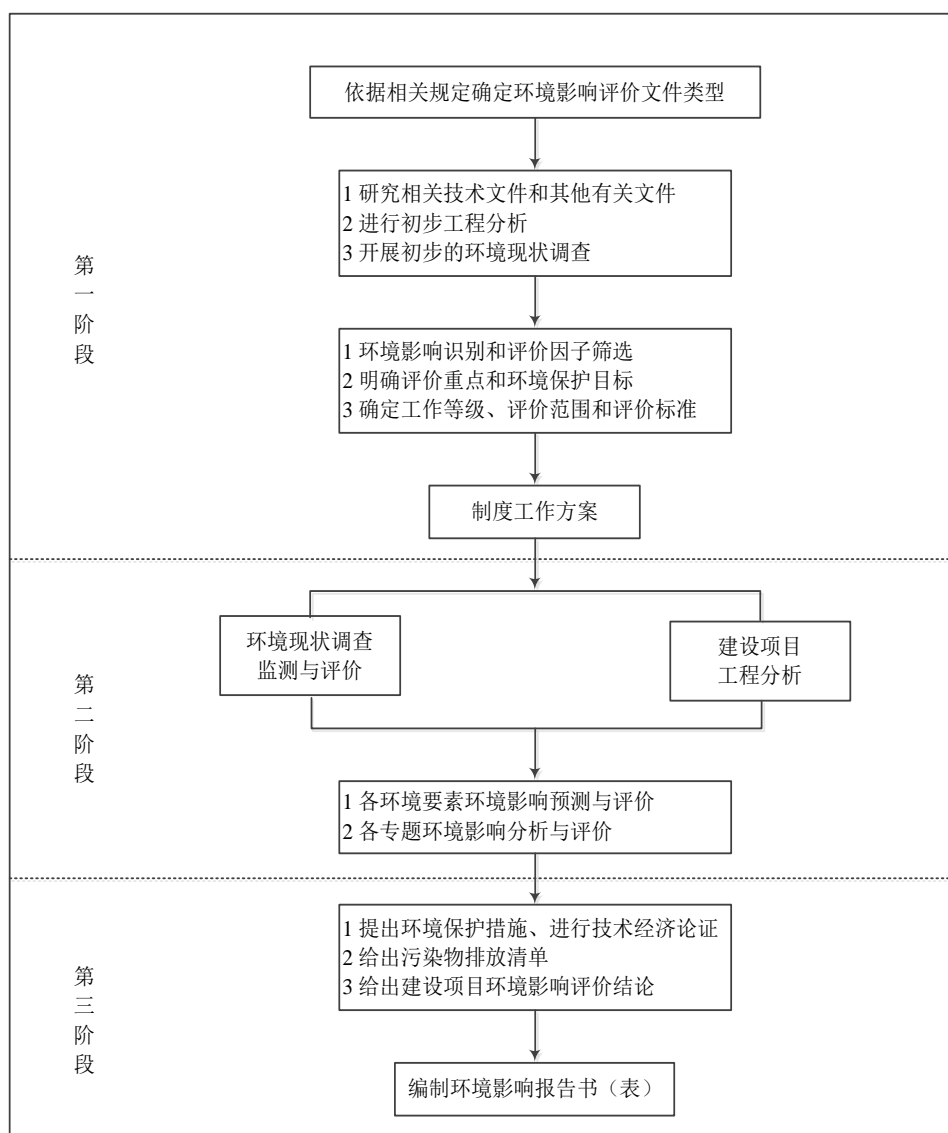 依据相关规定确定环境影响评价文件类型
1 研究相关技术文件和其他有关文件
2 进行初步工程分析
3 开展初步的环境现状调查
第一阶段
1 环境影响识别和评价因子筛选
2 明确评价重点和环境保护目标
3 确定工作等级、评价范围和评价标准
制度工作方案
环境现状调查
监测与评价
建设项目
工程分析
第二阶段
1 各环境要素环境影响预测与评价
2 各专题环境影响分析与评价
1 提出环境保护措施、进行技术经济论证
2 给出污染物排放清单
3 给出建设项目环境影响评价结论
第三阶段
编制环境影响报告书（表）